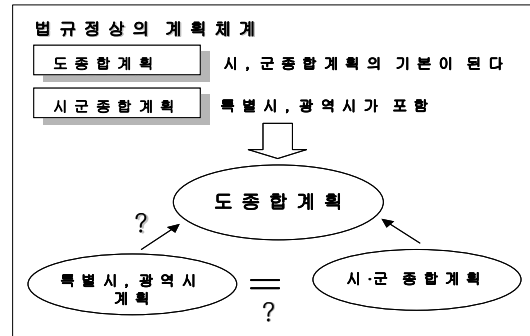 법규정상의 계획체계
도종합계획 시, 군종합계획의 기본이 된다
시군종합계획 특별시, 광역시가 포함
도종합계획
?
특별시, 광역시
계획
=
?
시·군 종합계획